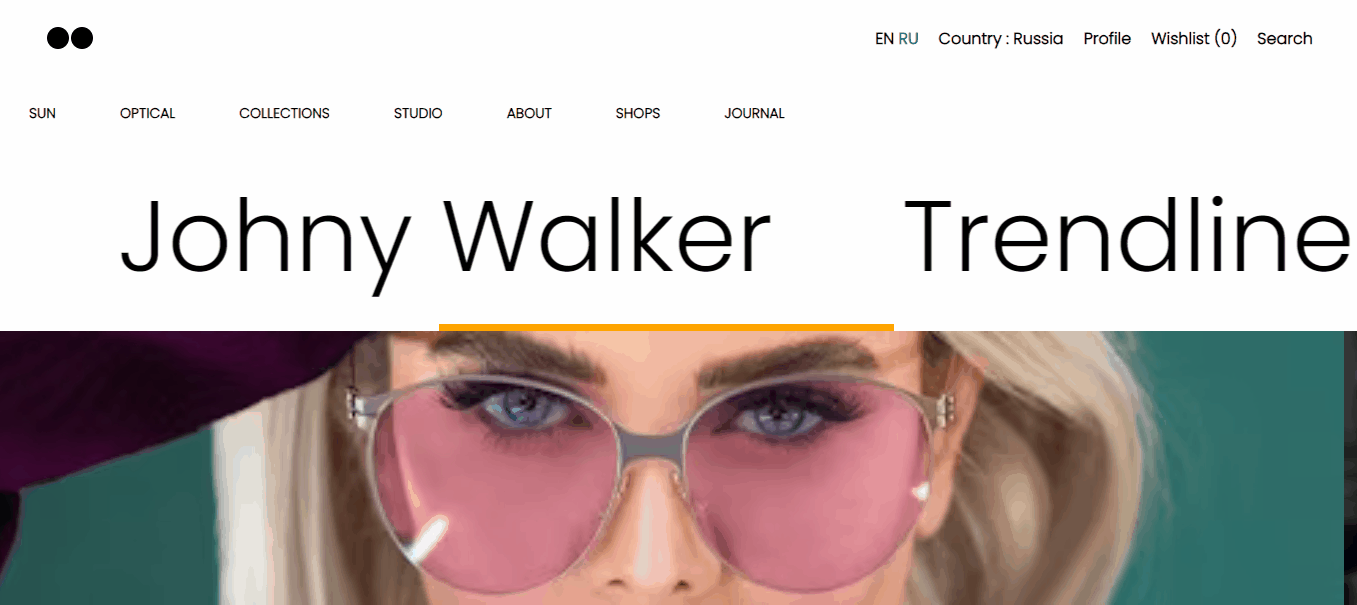 EN RU Country : Russia Profile Wishlist (0) Search
SUN OPTICAL COLLECTIONS STUDIO ABOUT SHOPS JOURNAL
Johny Walker Trendline